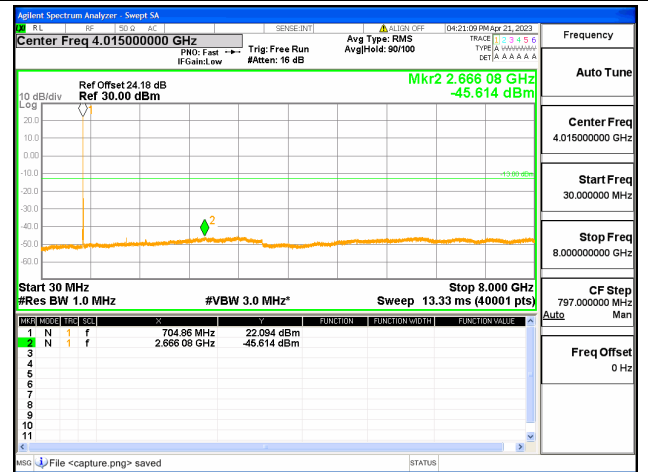 Agilent Spectrum Analyzer - Swept SA
RL RF 50 Ω AC SENSE:INT ALIGN OFF 04:21:09 PM Apr 21, 2023
Center Freq 4.015000000 GHz
PNO: Fast
IFGain:Low
Trig: Free Run
#Atten: 16 dB
Avg Type: RMS
Avg|Hold: 90/100
TRACE 1 2 3 4 5 6
TYPE A
DET A A A A A A
Mkr2 2.666 08 GHz
-45.614 dBm
Ref Offset 24.18 dB
Ref 30.00 dBm
10 dB/div
Log
20.0
10.0
0.00
-10.0
-20.0
-30.0
-40.0
-50.0
-60.0
1
2
-13.00 dBm
Start 30 MHz
Stop 8.000 GHz
#Res BW 1.0 MHz
#VBW 3.0 MHz*
Sweep 13.33 ms (40001 pts)
MKR MODE TRC SCL X Y FUNCTION FUNCTION WIDTH FUNCTION VALUE
1 N 1 f 704.86 MHz 22.094 dBm
2 N 1 f 2.666 08 GHz -45.614 dBm
3
4
5
6
7
8
9
10
11
MSG File <capture.png> saved
STATUS
Frequency
Auto Tune
Center Freq
4.015000000 GHz
Start Freq
30.000000 MHz
Stop Freq
8.000000000 GHz
CF Step
797.000000 MHz
Auto Man
Freq Offset
0 Hz